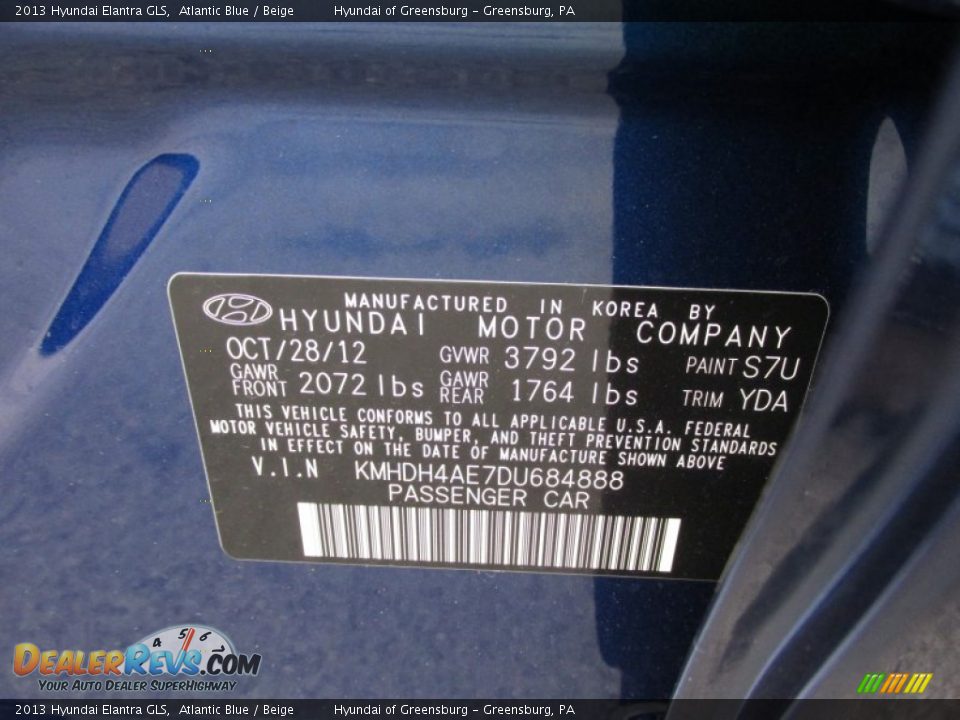 2013 Hyundai Elantra GLS, Atlantic Blue / Beige Hyundai of Greensburg - Greensburg, PA
MANUFACTURED IN KOREA BY
HYUNDAI MOTOR COMPANY
OCT/28/12 GVWR 3792 lbs PAINT S7U
GAWR FRONT 2072 lbs GAWR REAR 1764 lbs TRIM YDA
THIS VEHICLE CONFORMS TO ALL APPLICABLE U.S.A. FEDERAL
MOTOR VEHICLE SAFETY, BUMPER, AND THEFT PREVENTION STANDARDS
IN EFFECT ON THE DATE OF MANUFACTURE SHOWN ABOVE
V.I.N KMHDH4AE7DU684888
PASSENGER CAR
4 5 6 7
DEALERREVS.COM
YOUR AUTO DEALER SUPERHIGHWAY
2013 Hyundai Elantra GLS, Atlantic Blue / Beige Hyundai of Greensburg - Greensburg, PA